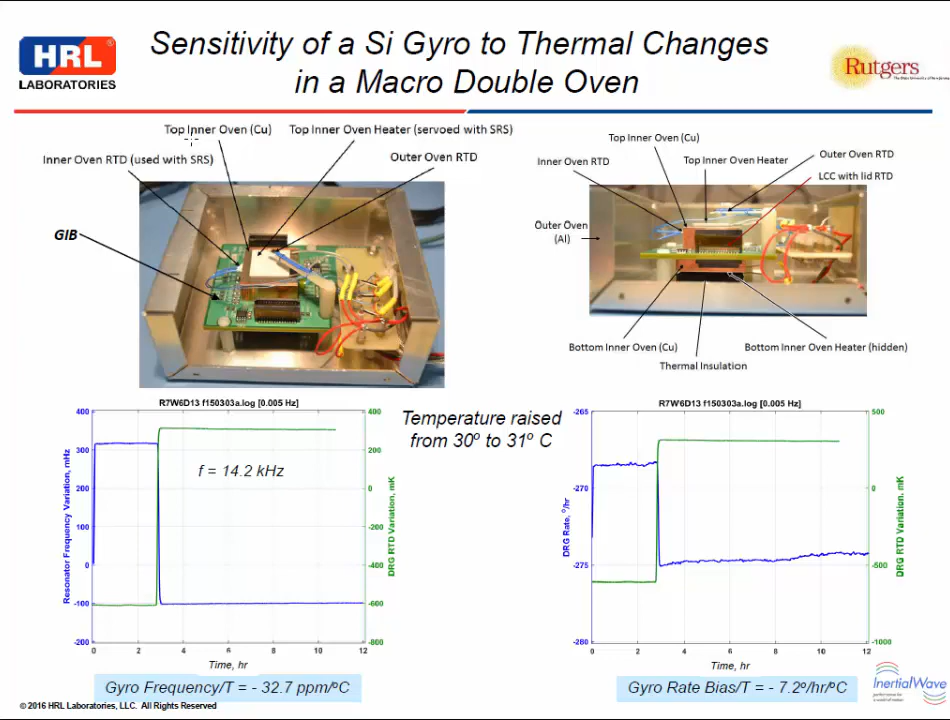 Sensitivity of a Si Gyro to Thermal Changes
in a Macro Double Oven
HRL
®
LABORATORIES
Rutgers
Top Inner Oven (Cu)
Top Inner Oven Heater (servoed with SRS)
Inner Oven RTD (used with SRS)
Outer Oven RTD
GIB
Top Inner Oven (Cu)
Inner Oven RTD
Top Inner Oven Heater
Outer Oven RTD
LCC with lid RTD
Outer Oven
(Al)
Bottom Inner Oven (Cu)
Bottom Inner Oven Heater (hidden)
Thermal Insulation
R7W6D13 f150303a.log [0.005 Hz]
400
300
200
100
0
-100
-200
Resonator Frequency Variation, mHz
f = 14.2 kHz
400
200
0
-200
-400
-600
-800
DRG RTD Variation, mK
0 2 4 6 8 10 12
Time, hr
Gyro Frequency/T = - 32.7 ppm/ºC
Temperature raised
from 30º to 31º C
R7W6D13 f150303a.log [0.005 Hz]
-265
-270
-275
-280
DRG Rate, °/hr
500
0
-500
-1000
DRG RTD Variation, mK
0 2 4 6 8 10 12
Time, hr
Gyro Rate Bias/T = - 7.2º/hr/ºC
InertialWave
© 2016 HRL Laboratories, LLC. All Rights Reserved